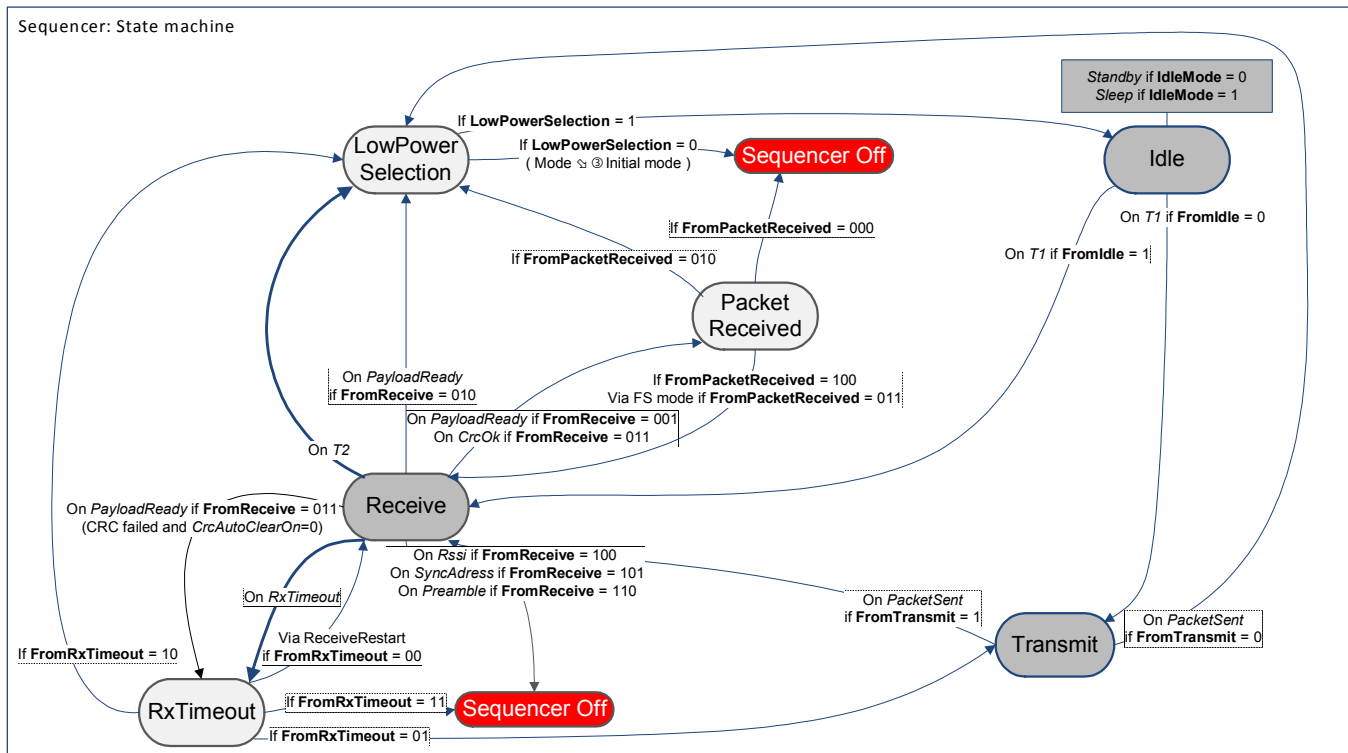 Sequencer: State machine
Standby if IdleMode = 0
Sleep if IdleMode = 1
If LowPowerSelection = 1
LowPower
Selection
If LowPowerSelection = 0
( Mode ⇘ ③ Initial mode )
Sequencer Off
Idle
On T1 if FromIdle = 0
If FromPacketReceived = 000
On T1 if FromIdle = 1
If FromPacketReceived = 010
Packet
Received
On PayloadReady
if FromReceive = 010
If FromPacketReceived = 100
Via FS mode if FromPacketReceived = 011
On PayloadReady if FromReceive = 001
On CrcOk if FromReceive = 011
On T2
Receive
On PayloadReady if FromReceive = 011
(CRC failed and CrcAutoClearOn=0)
On Rssi if FromReceive = 100
On SyncAdress if FromReceive = 101
On Preamble if FromReceive = 110
On RxTimeout
On PacketSent
if FromTransmit = 1
On PacketSent
if FromTransmit = 0
Via ReceiveRestart
if FromRxTimeout = 00
Transmit
If FromRxTimeout = 10
RxTimeout
If FromRxTimeout = 11
Sequencer Off
If FromRxTimeout = 01